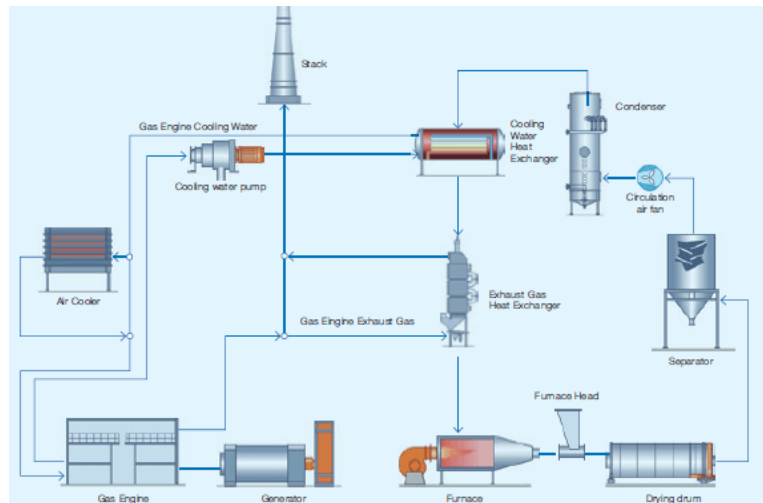 Stack
Gas Engine Cooling Water
Cooling
Water
Heat
Exchanger
Condenser
Cooling water pump
Circulation
air fan
Air Cooler
Exhaust Gas
Heat Exchanger
Gas Engine Exhaust Gas
Separator
Furnace Head
Gas Engine
Generator
Furnace
Drying drum